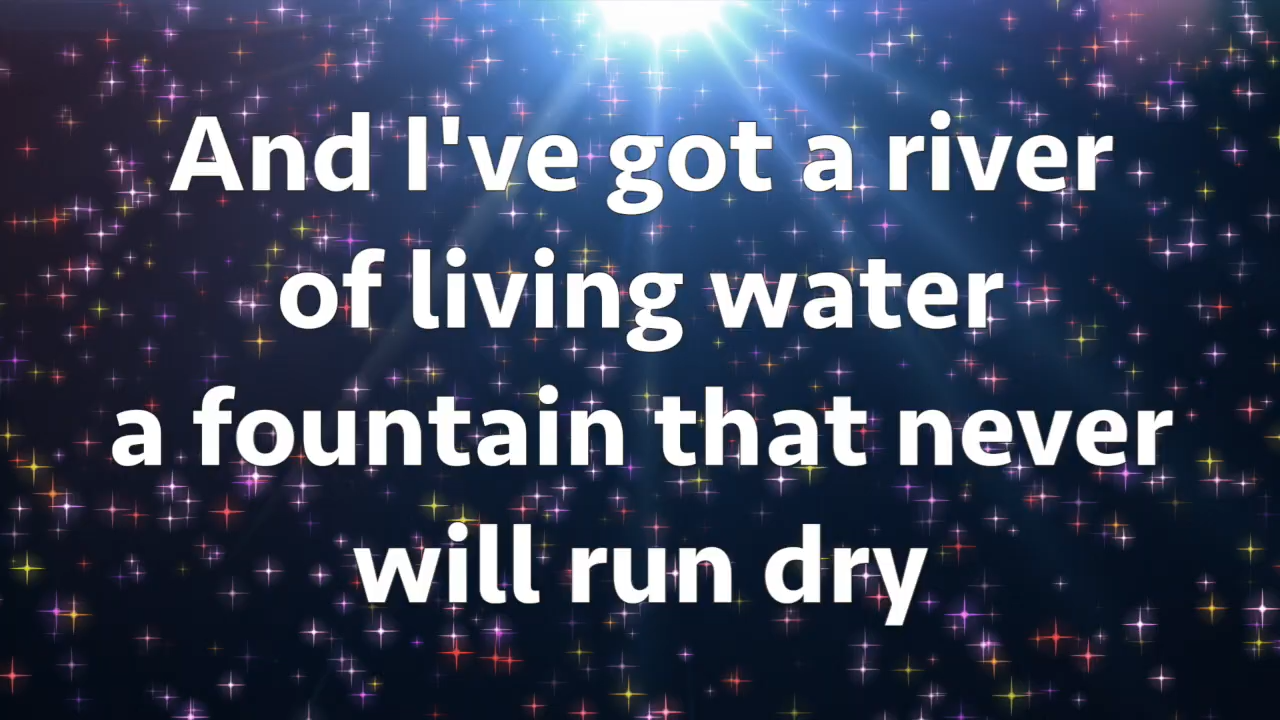 And I've got a river
of living water
a fountain that never
will run dry